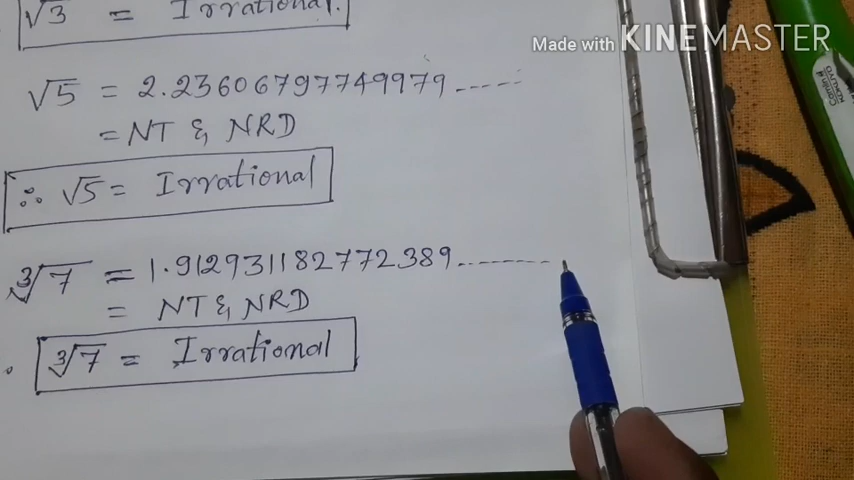 √3 = Irrational.
Made with KINEMASTER
√5 = 2.2360679774997​9------
= NT & NRD
∴ √5 = Irrational
∛7 = 1.912931182772389---------
= NT & NRD
∛7 = Irrational